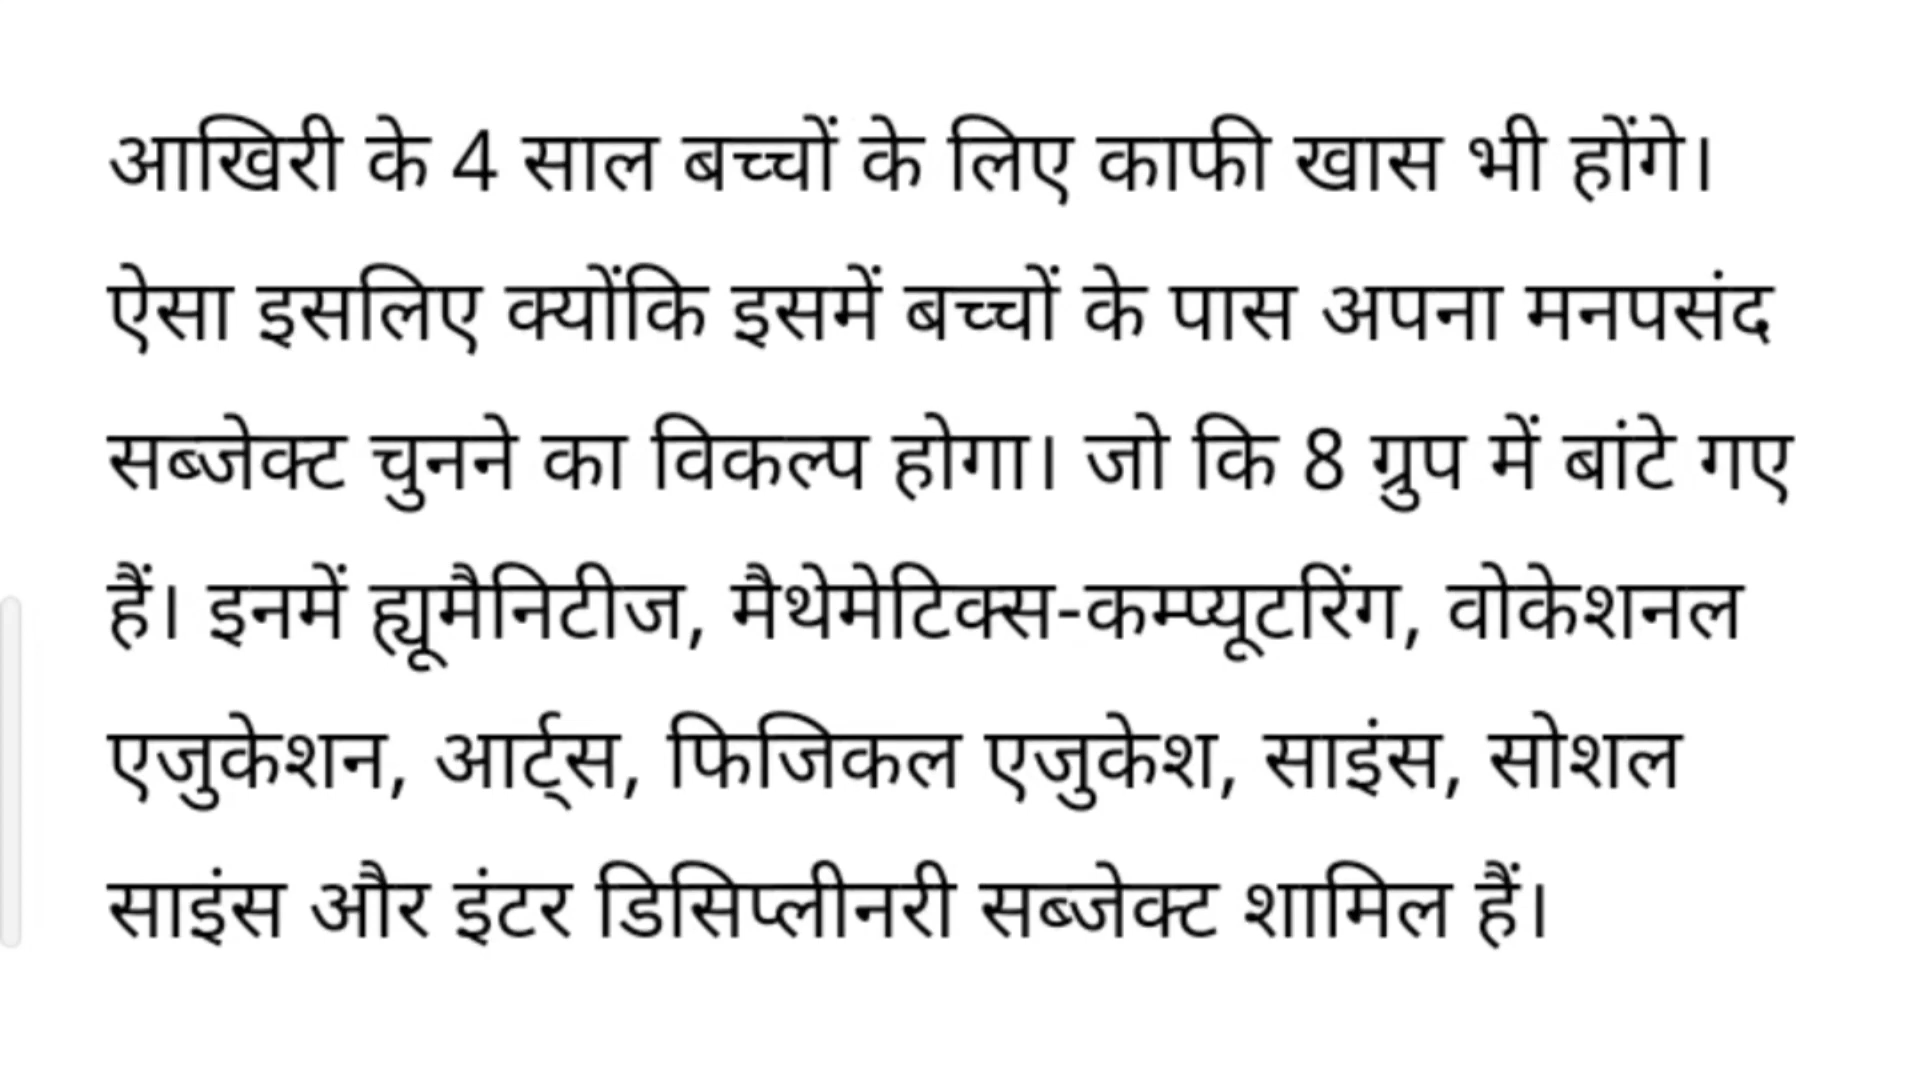 आखिरी के 4 साल बच्चों के लिए काफी खास भी होंगे।
ऐसा इसलिए क्योंकि इसमें बच्चों के पास अपना मनपसंद
सब्जेक्ट चुनने का विकल्प होगा। जो कि 8 ग्रुप में बांटे गए
हैं। इनमें ह्यूमैनिटीज, मैथेमेटिक्स-कम्प्यूटरिंग, वोकेशनल
एजुकेशन, आर्ट्स, फिजिकल एजुकेश, साइंस, सोशल
साइंस और इंटर डिसिप्लीनरी सब्जेक्ट शामिल हैं।